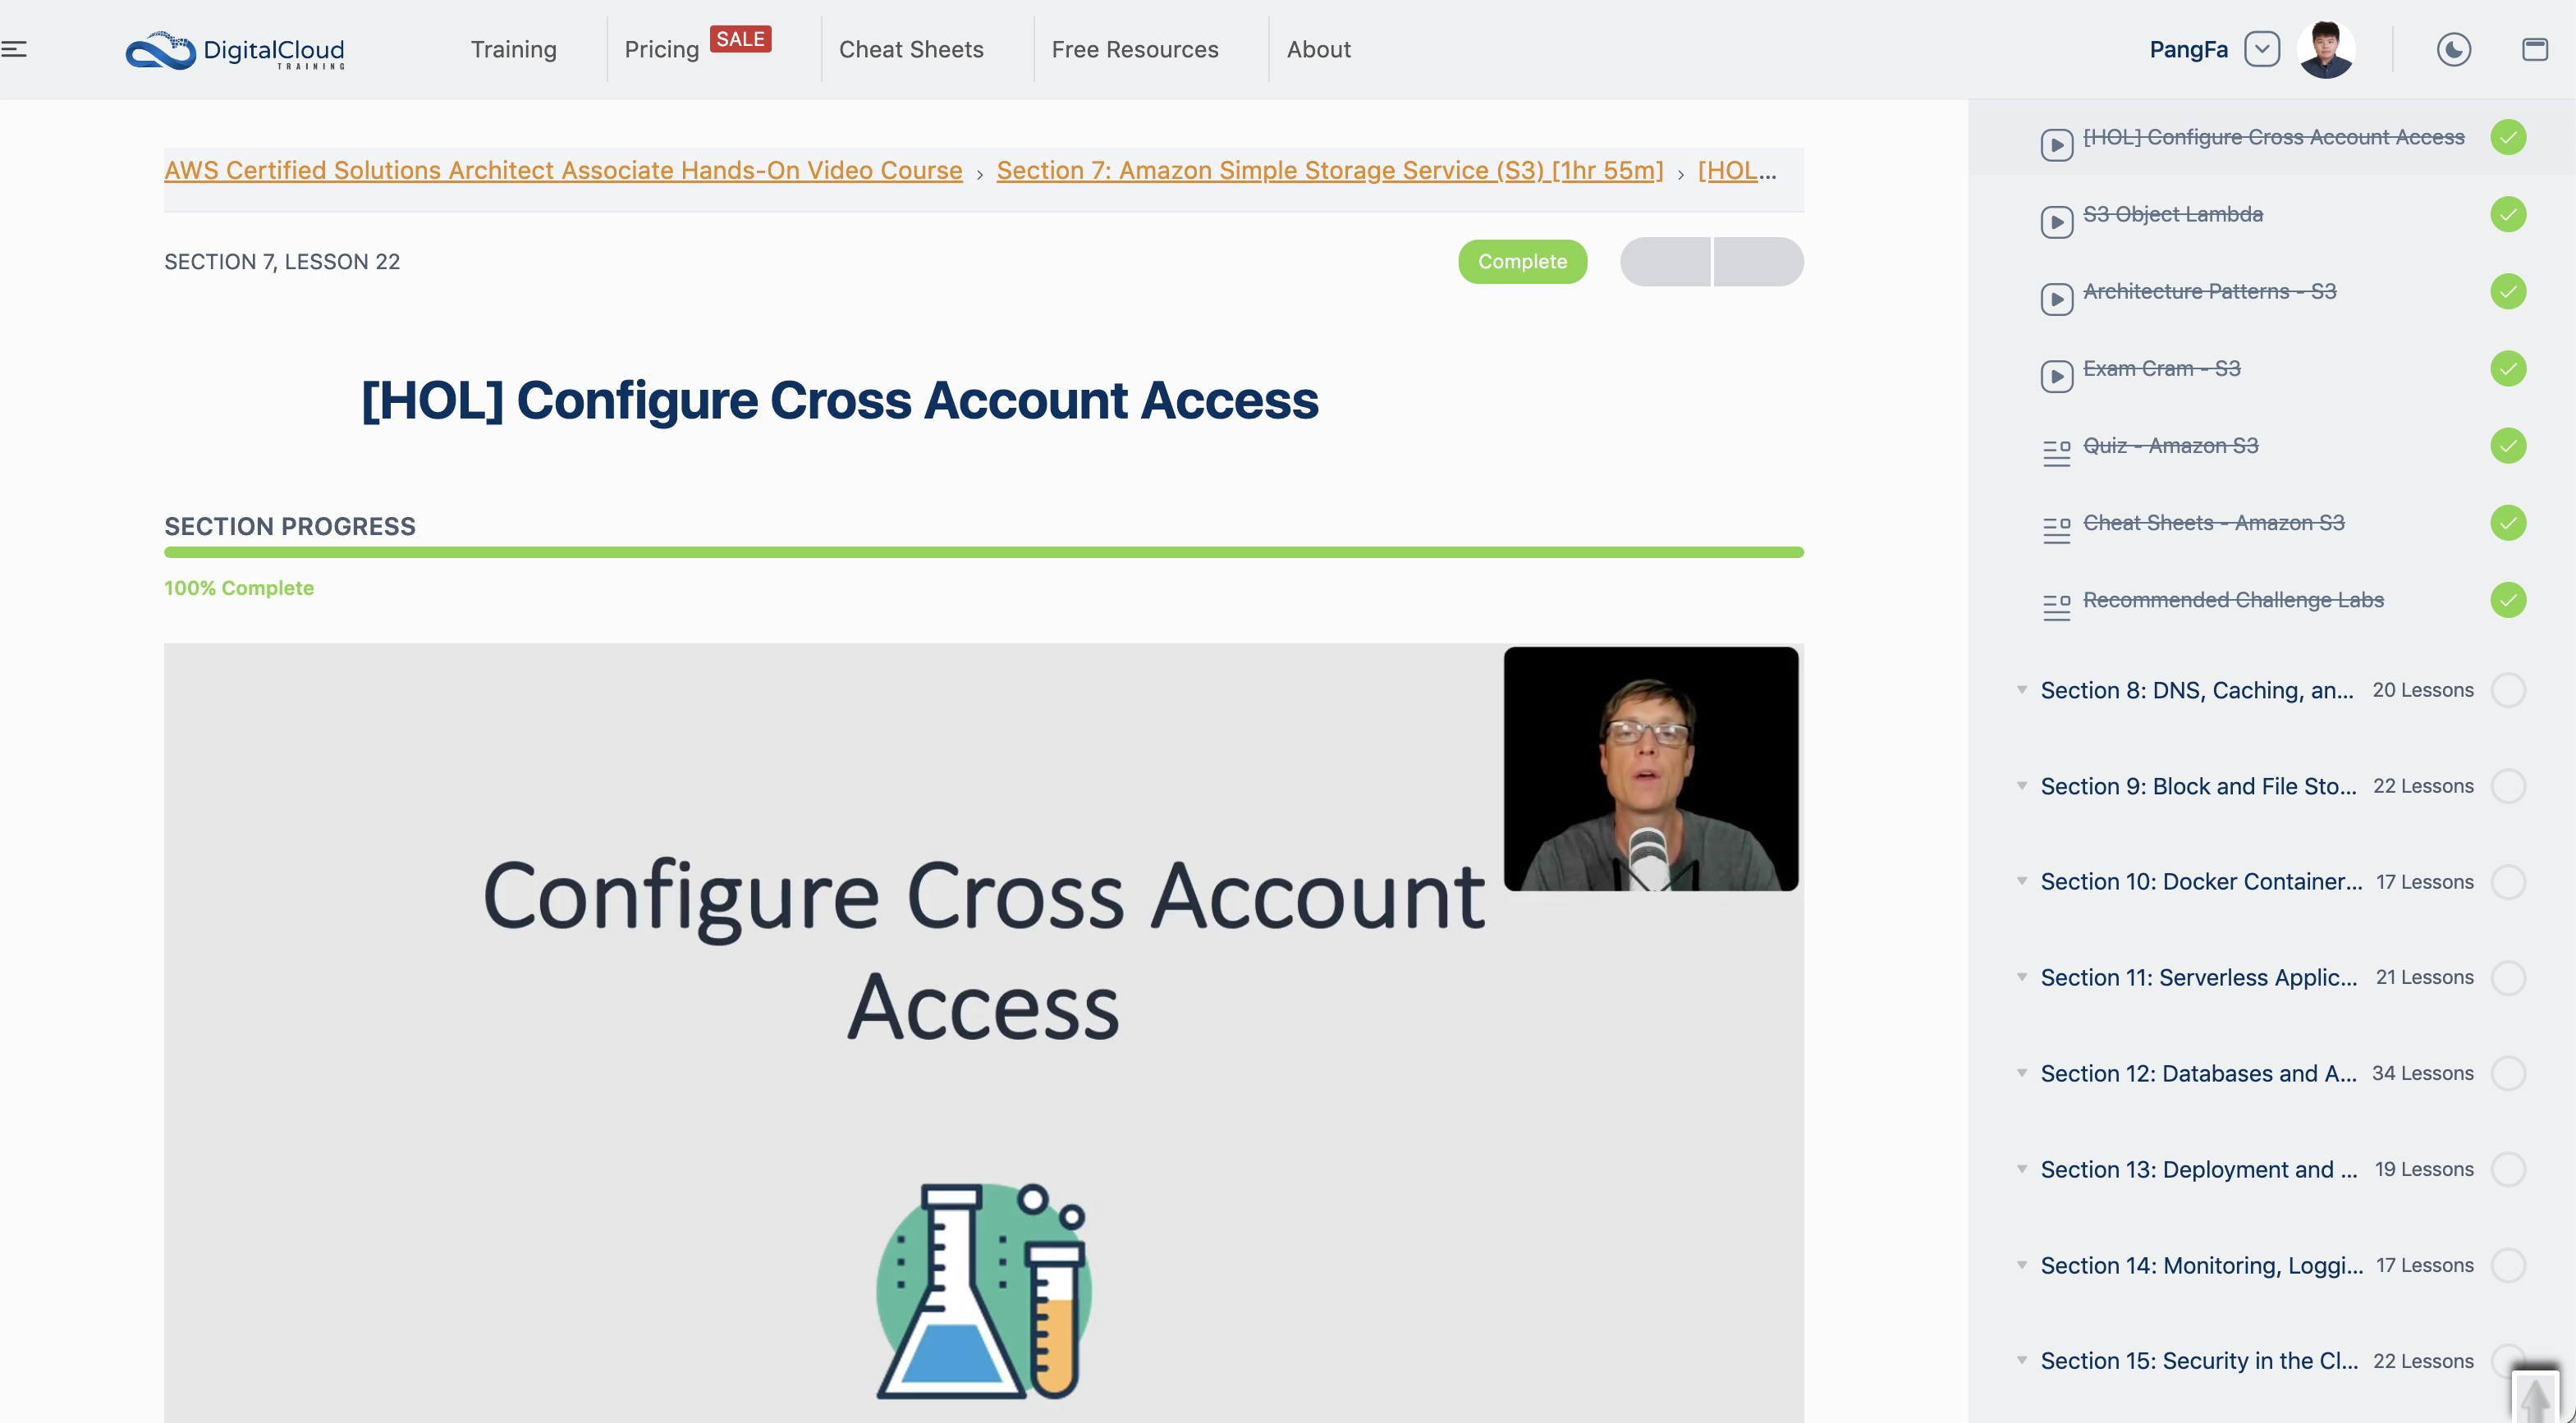 DigitalCloud
TRAINING
Training
Pricing
SALE
Cheat Sheets
Free Resources
About
PangFa
AWS Certified Solutions Architect Associate Hands-On Video Course › Section 7: Amazon Simple Storage Service (S3) [1hr 55m] › [HOL...
SECTION 7, LESSON 22
Complete
[HOL] Configure Cross Account Access
SECTION PROGRESS
100% Complete
Configure Cross Account
Access
[HOL] Configure Cross Account Access
S3 Object Lambda
Architecture Patterns - S3
Exam Cram - S3
Quiz - Amazon S3
Cheat Sheets - Amazon S3
Recommended Challenge Labs
Section 8: DNS, Caching, an... 20 Lessons
Section 9: Block and File Sto... 22 Lessons
Section 10: Docker Container... 17 Lessons
Section 11: Serverless Applic... 21 Lessons
Section 12: Databases and A... 34 Lessons
Section 13: Deployment and ... 19 Lessons
Section 14: Monitoring, Loggi... 17 Lessons
Section 15: Security in the Cl... 22 Lessons